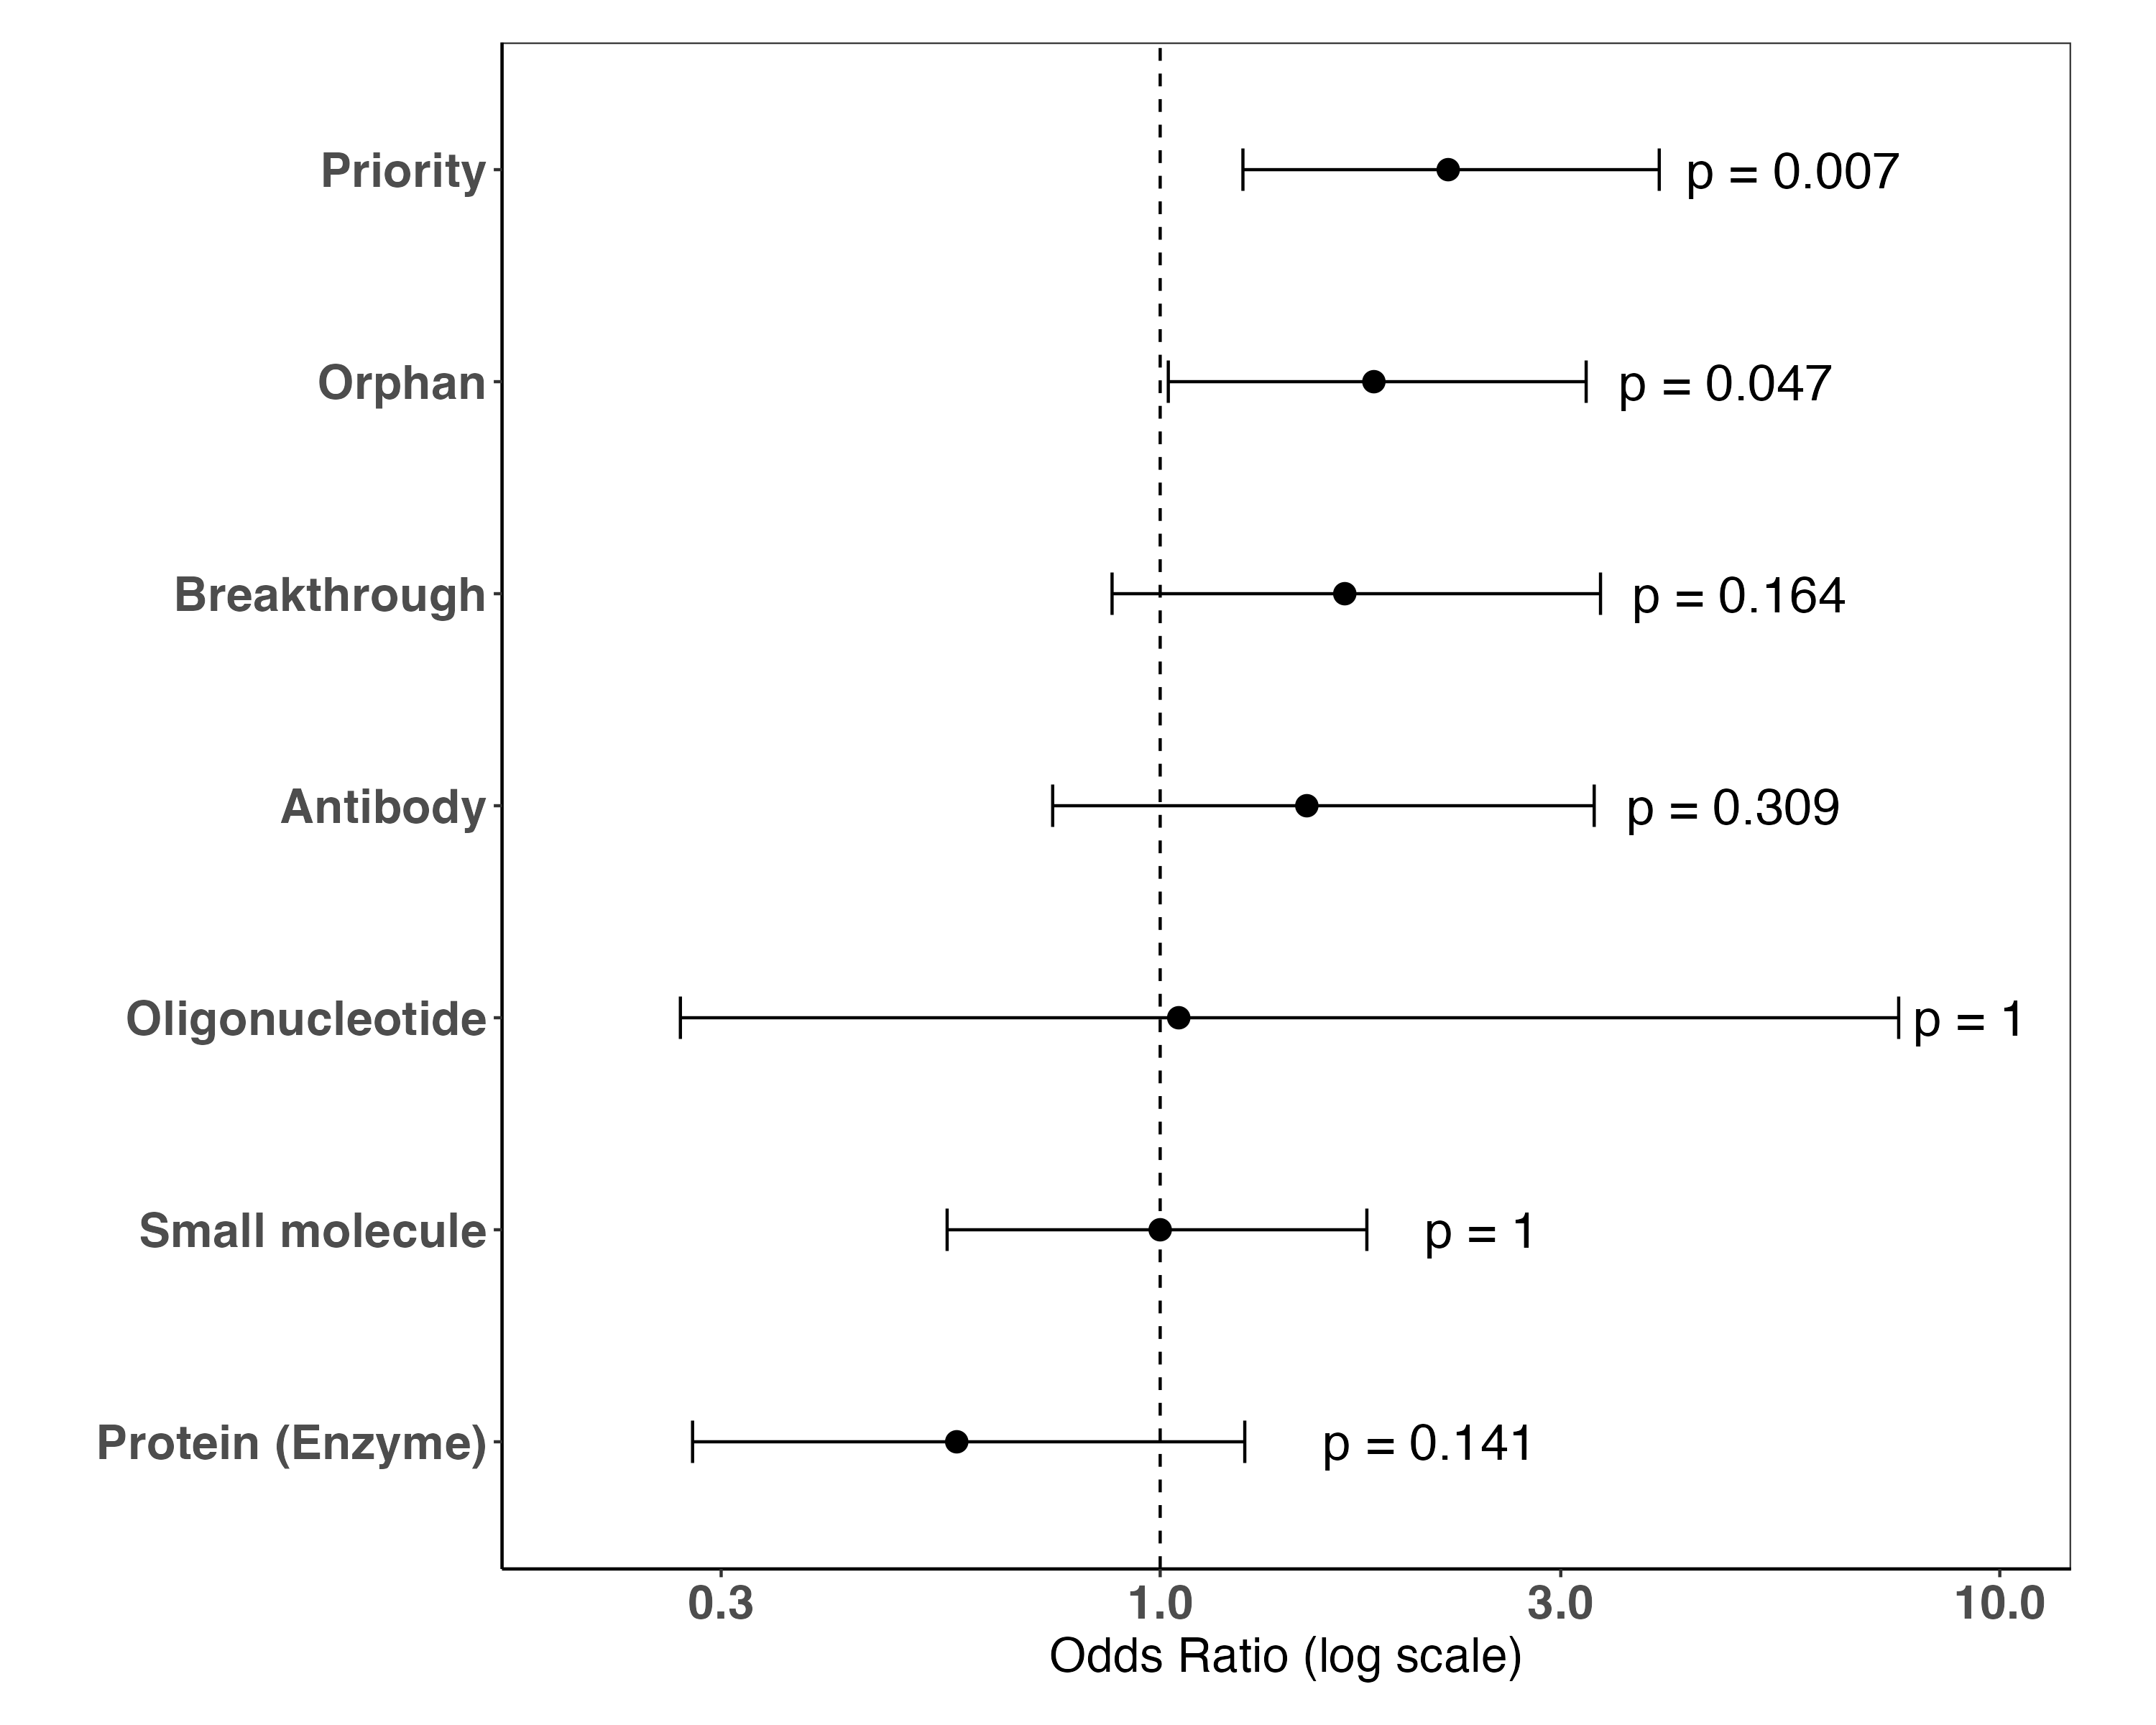 Priority p = 0.007
Orphan p = 0.047
Breakthrough p = 0.164
Antibody p = 0.309
Oligonucleotide p = 1
Small molecule p = 1
Protein (Enzyme) p = 0.141
0.3 1.0 3.0 10.0
Odds Ratio (log scale)